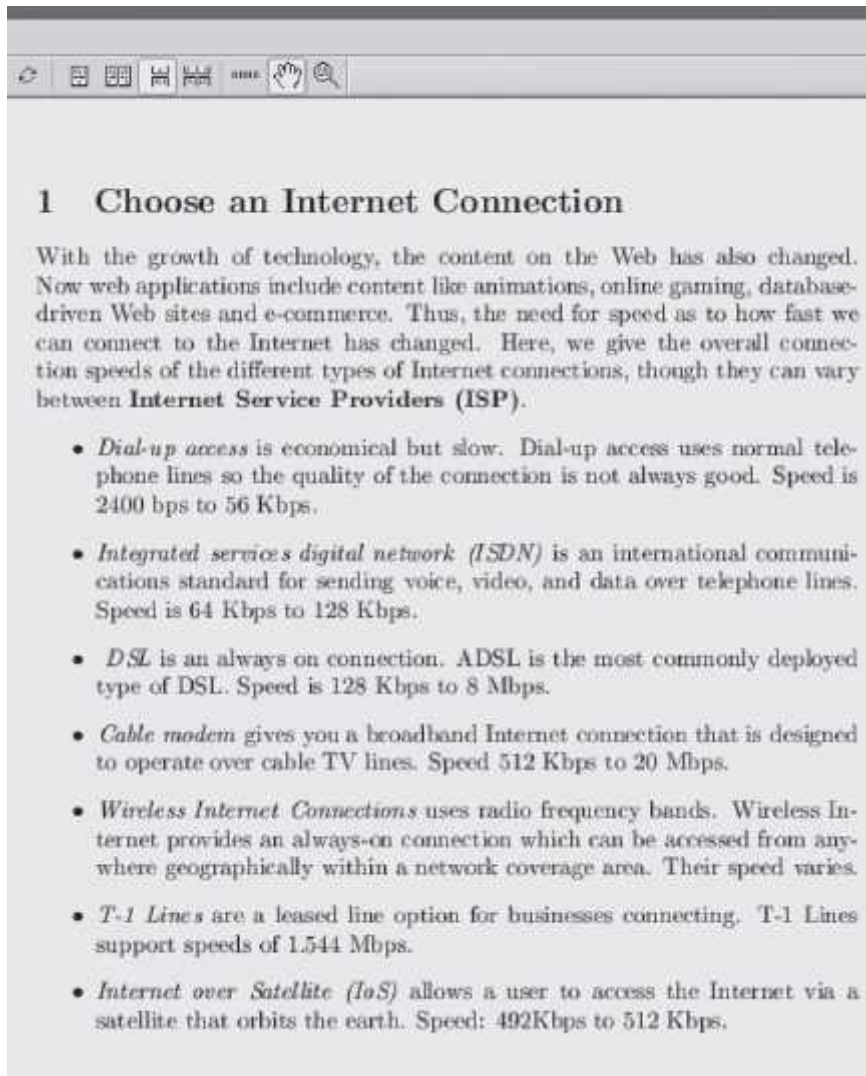 1 Choose an Internet Connection
With the growth of technology, the content on the Web has also changed.
Now web applications include content like animations, online gaming, database-
driven Web sites and e-commerce. Thus, the need for speed as to how fast we
can connect to the Internet has changed. Here, we give the overall connec-
tion speeds of the different types of Internet connections, though they can vary
between Internet Service Providers (ISP).
• Dial-up access is economical but slow. Dial-up access uses normal tele-
phone lines so the quality of the connection is not always good. Speed is
2400 bps to 56 Kbps.
• Integrated services digital network (ISDN) is an international communi-
cations standard for sending voice, video, and data over telephone lines.
Speed is 64 Kbps to 128 Kbps.
• DSL is an always on connection. ADSL is the most commonly deployed
type of DSL. Speed is 128 Kbps to 8 Mbps.
• Cable modem gives you a broadband Internet connection that is designed
to operate over cable TV lines. Speed 512 Kbps to 20 Mbps.
• Wireless Internet Connections uses radio frequency bands. Wireless In-
ternet provides an always-on connection which can be accessed from any-
where geographically within a network coverage area. Their speed varies.
• T-1 Lines are a leased line option for businesses connecting. T-1 Lines
support speeds of 1.544 Mbps.
• Internet over Satellite (IoS) allows a user to access the Internet via a
satellite that orbits the earth. Speed: 492Kbps to 512 Kbps.